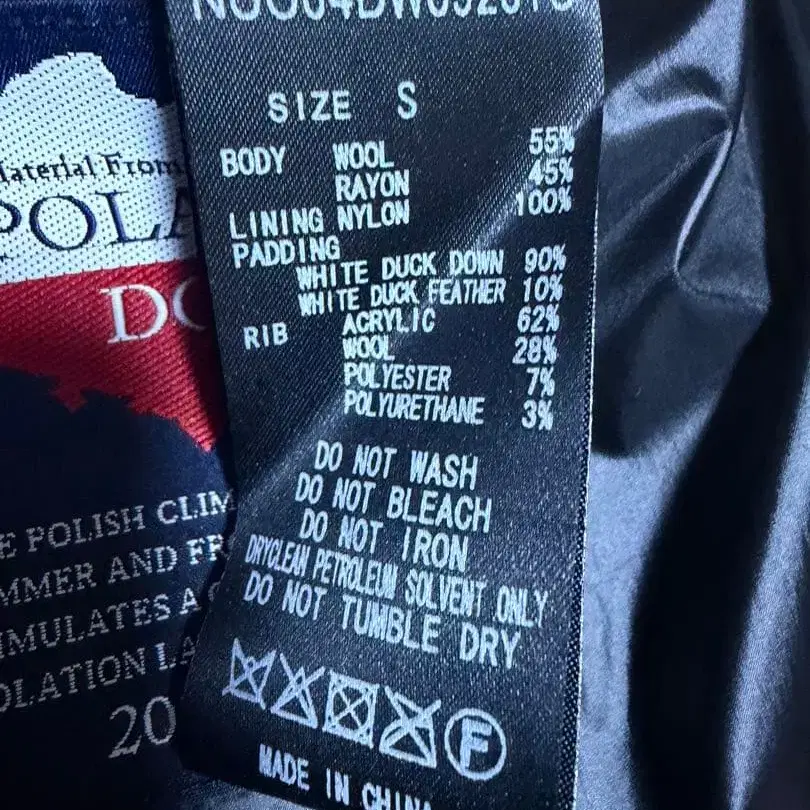 SIZE S
BODY WOOL 55%
RAYON 45%
LINING NYLON 100%
PADDING
WHITE DUCK DOWN 90%
WHITE DUCK FEATHER 10%
RIB ACRYLIC 62%
WOOL 28%
POLYESTER 7%
POLYURETHANE 3%
DO NOT WASH
DO NOT BLEACH
DO NOT IRON
DRYCLEAN PETROLEUM SOLVENT ONLY
DO NOT TUMBLE DRY
F
MADE IN CHINA
aterial From
POLA
DO
E POLISH CLIM
MMER AND FR
IMULATES A
OLATION LA
20